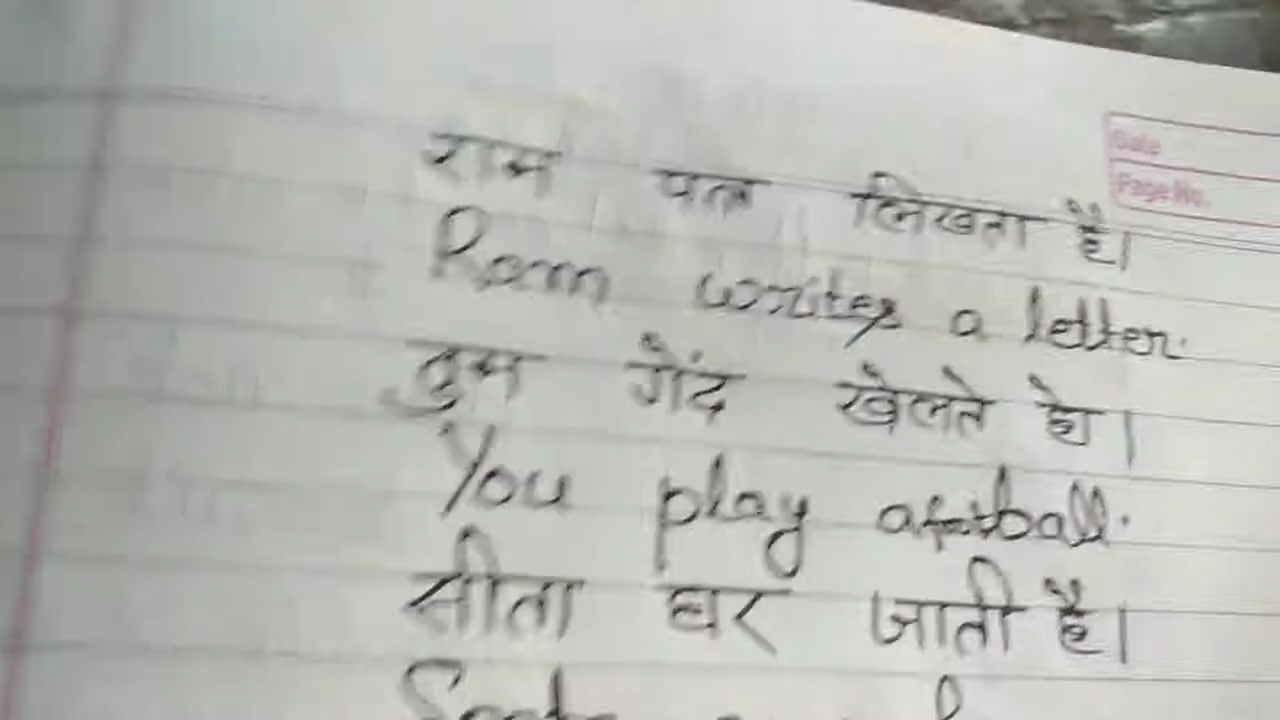 Date
Page No.
राम पत्र लिखता है।
Ram writes a letter.
तुम गेंद खेलते हो।
You play a football.
सीता घर जाती है।